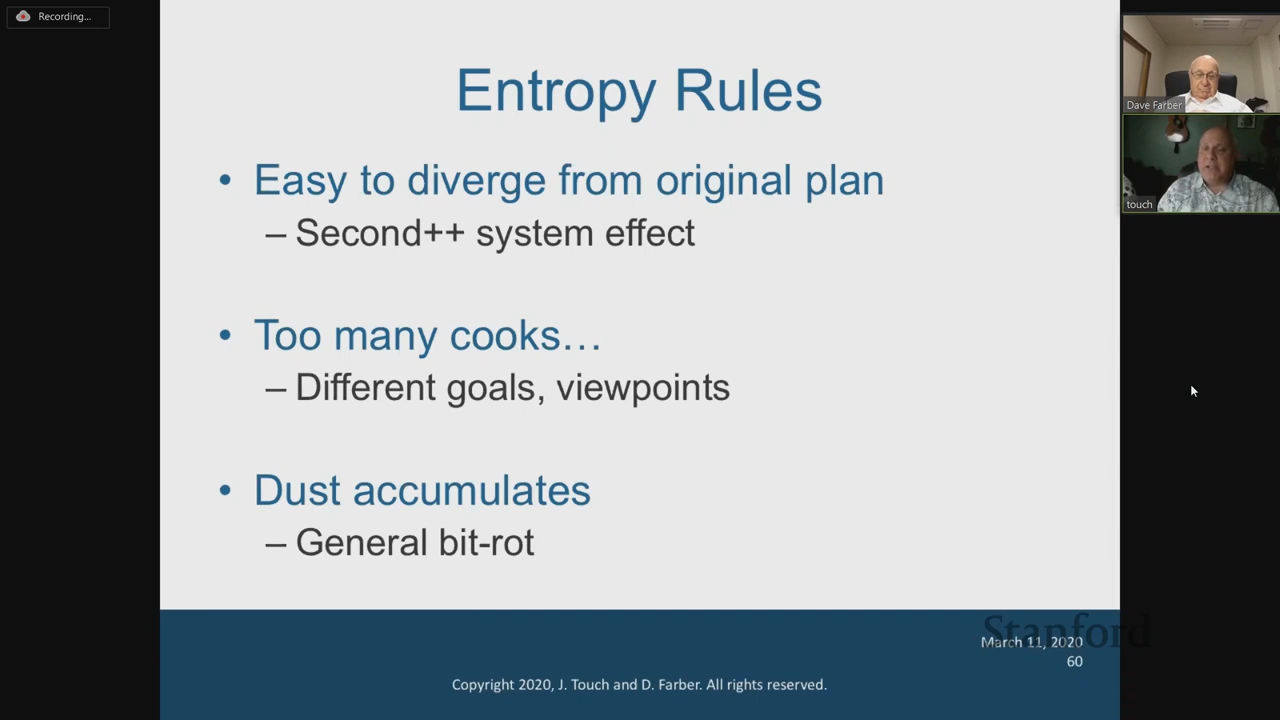 Recording...
Entropy Rules
• Easy to diverge from original plan
– Second++ system effect
• Too many cooks…
– Different goals, viewpoints
• Dust accumulates
– General bit-rot
Stanford
March 11, 2020
60
Copyright 2020, J. Touch and D. Farber. All rights reserved.
Dave Farber
touch